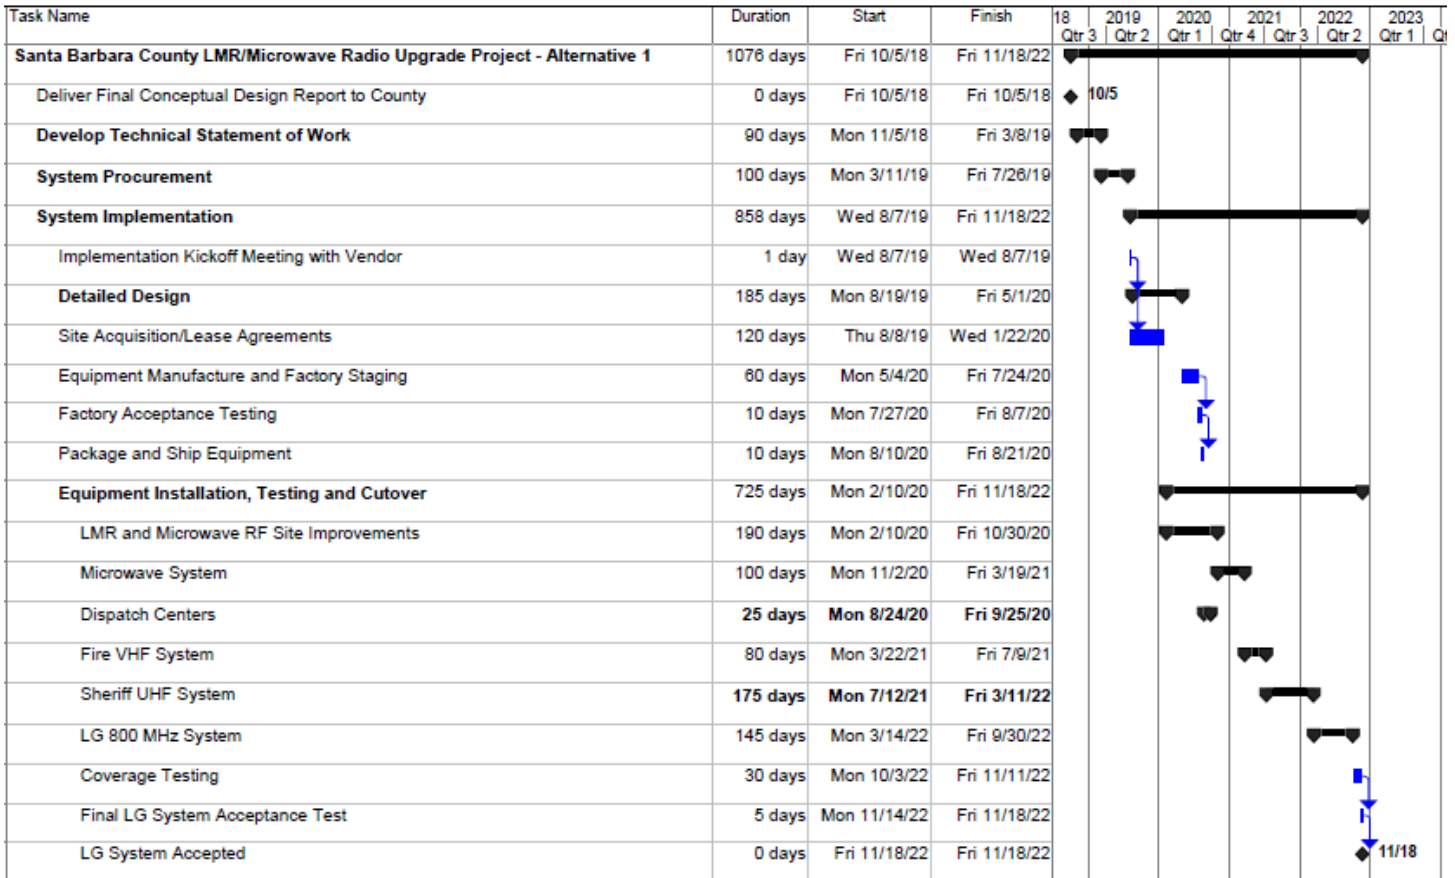 Task Name Duration Start Finish 18 2019 2020 2021 2022 2023
Qtr 3 Qtr 2 Qtr 1 Qtr 4 Qtr 3 Qtr 2 Qtr 1
Santa Barbara County LMR/Microwave Radio Upgrade Project - Alternative 1 1076 days Fri 10/5/18 Fri 11/18/22
Deliver Final Conceptual Design Report to County 0 days Fri 10/5/18 Fri 10/5/18 10/5
Develop Technical Statement of Work 90 days Mon 11/5/18 Fri 3/8/19
System Procurement 100 days Mon 3/11/19 Fri 7/26/19
System Implementation 858 days Wed 8/7/19 Fri 11/18/22
Implementation Kickoff Meeting with Vendor 1 day Wed 8/7/19 Wed 8/7/19
Detailed Design 185 days Mon 8/19/19 Fri 5/1/20
Site Acquisition/Lease Agreements 120 days Thu 8/8/19 Wed 1/22/20
Equipment Manufacture and Factory Staging 60 days Mon 5/4/20 Fri 7/24/20
Factory Acceptance Testing 10 days Mon 7/27/20 Fri 8/7/20
Package and Ship Equipment 10 days Mon 8/10/20 Fri 8/21/20
Equipment Installation, Testing and Cutover 725 days Mon 2/10/20 Fri 11/18/22
LMR and Microwave RF Site Improvements 190 days Mon 2/10/20 Fri 10/30/20
Microwave System 100 days Mon 11/2/20 Fri 3/19/21
Dispatch Centers 25 days Mon 8/24/20 Fri 9/25/20
Fire VHF System 80 days Mon 3/22/21 Fri 7/9/21
Sheriff UHF System 175 days Mon 7/12/21 Fri 3/11/22
LG 800 MHz System 145 days Mon 3/14/22 Fri 9/30/22
Coverage Testing 30 days Mon 10/3/22 Fri 11/11/22
Final LG System Acceptance Test 5 days Mon 11/14/22 Fri 11/18/22
LG System Accepted 0 days Fri 11/18/22 Fri 11/18/22 11/18